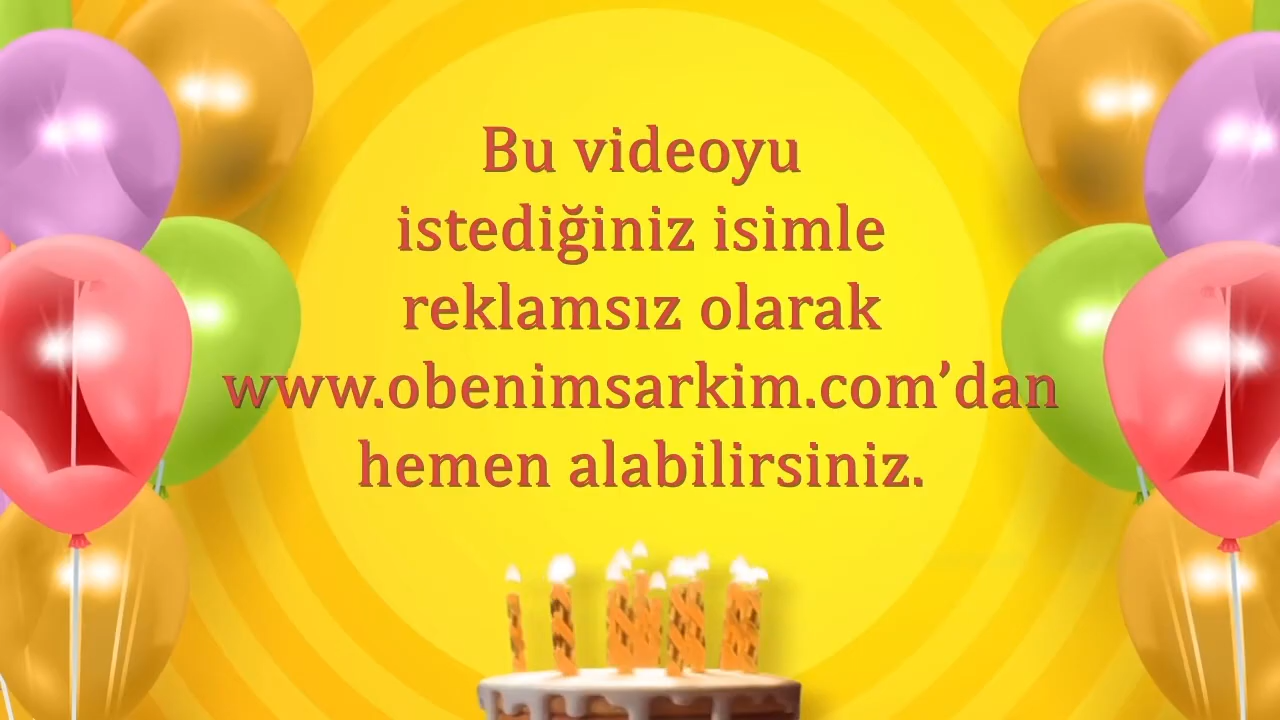 Bu videoyu
istediğiniz isimle
reklamsız olarak
www.obenimsarkim.com’dan
hemen alabilirsiniz.